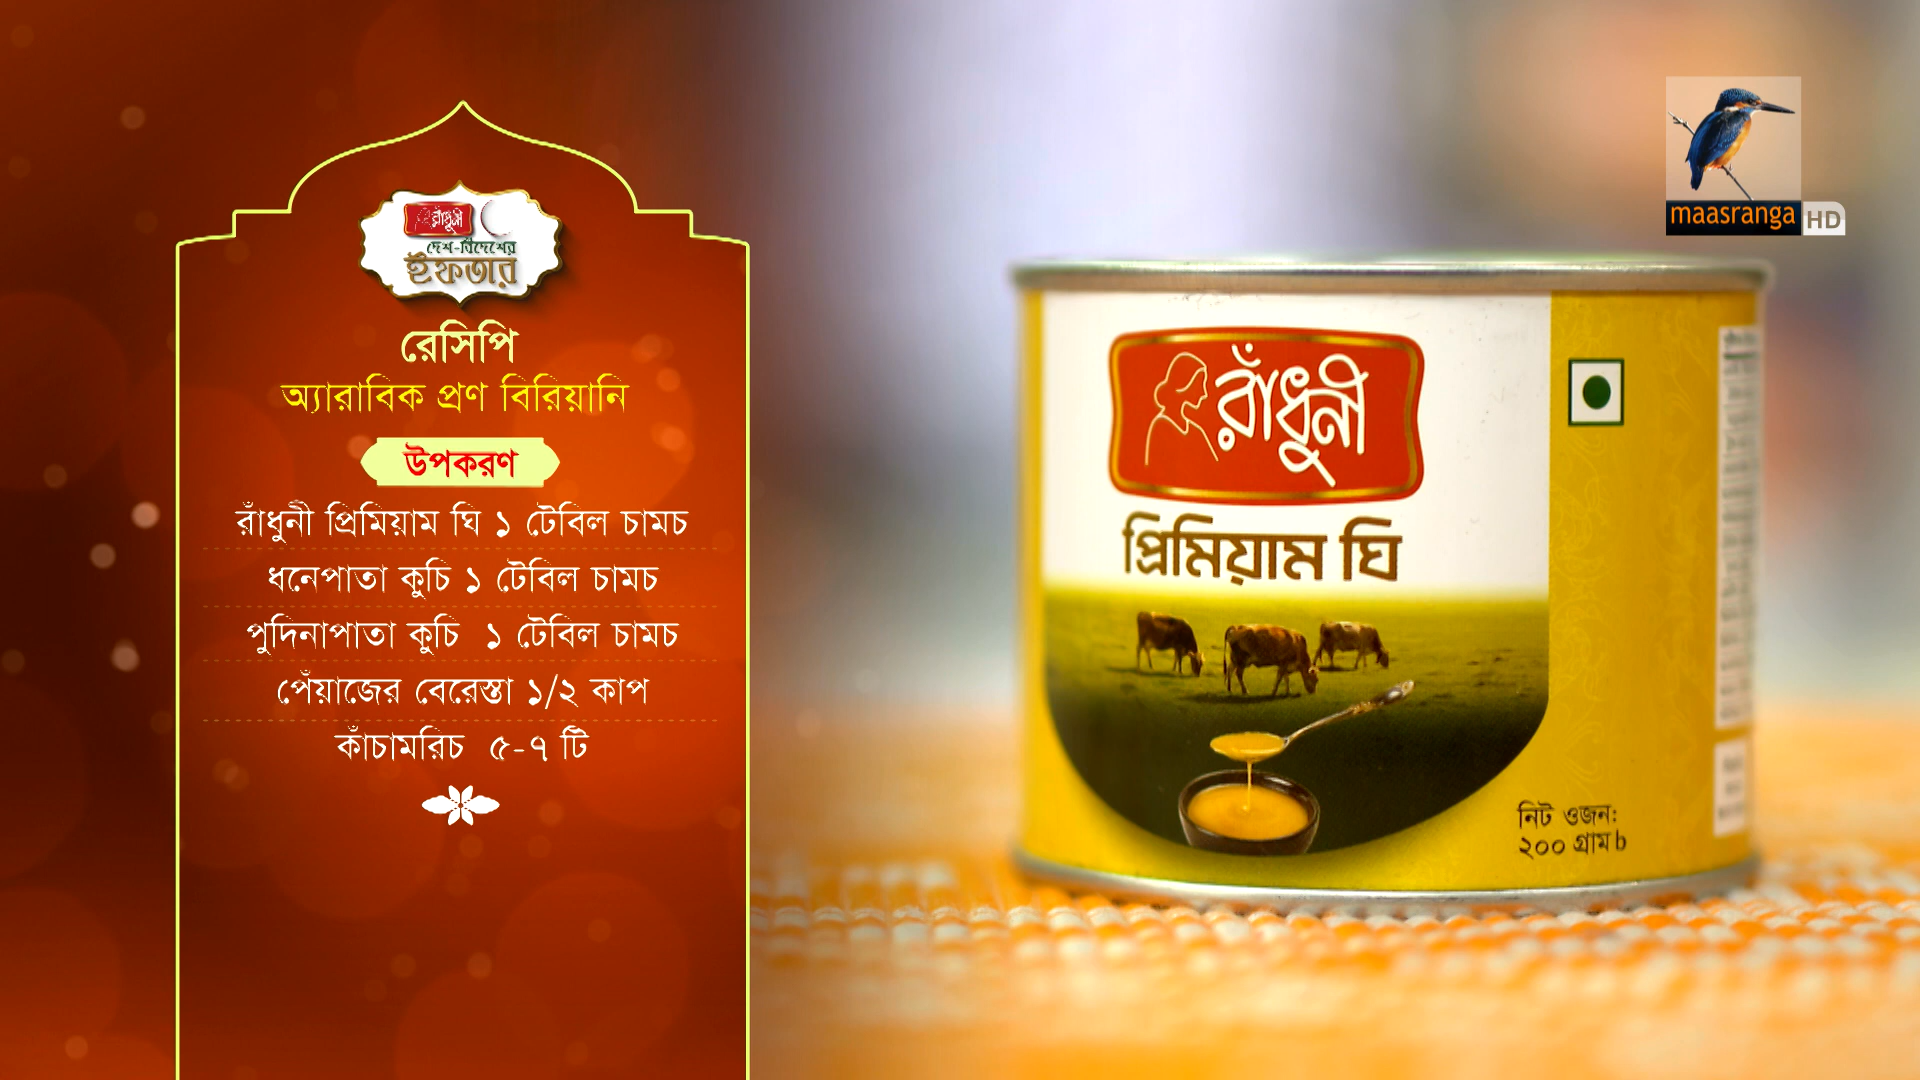 রাঁধুনী
দেশ-বিদেশের
ইফতার
রেসিপি
অ্যারাবিক প্রণ বিরিয়ানি
উপকরণ
রাঁধুনী প্রিমিয়াম ঘি ১ টেবিল চামচ
ধনেপাতা কুচি ১ টেবিল চামচ
পুদিনাপাতা কুচি ১ টেবিল চামচ
পেঁয়াজের বেরেস্তা ১/২ কাপ
কাঁচামরিচ ৫-৭ টি
maasranga HD
রাঁধুনী
প্রিমিয়াম ঘি
নিট ওজন:
২০০ গ্রাম b